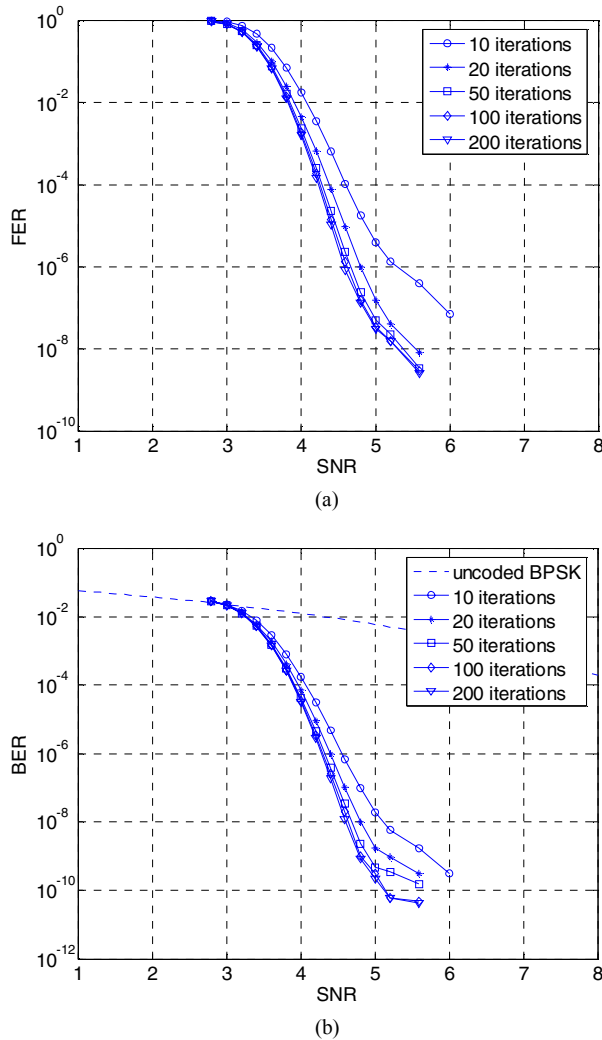 10^0
10^-2
10^-4
10^-6
10^-8
10^-10
FER
1 2 3 4 5 6 7 8
SNR
10 iterations
20 iterations
50 iterations
100 iterations
200 iterations
(a)
10^0
10^-2
10^-4
10^-6
10^-8
10^-10
10^-12
BER
1 2 3 4 5 6 7 8
SNR
uncoded BPSK
10 iterations
20 iterations
50 iterations
100 iterations
200 iterations
(b)